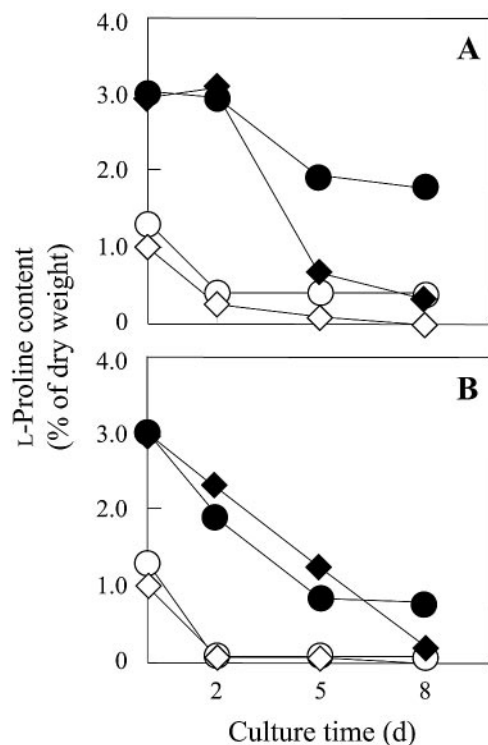 4.0
A
3.0
2.0
1.0
0
4.0
B
3.0
2.0
1.0
0
2 5 8
Culture time (d)
L-Proline content
(% of dry weight)